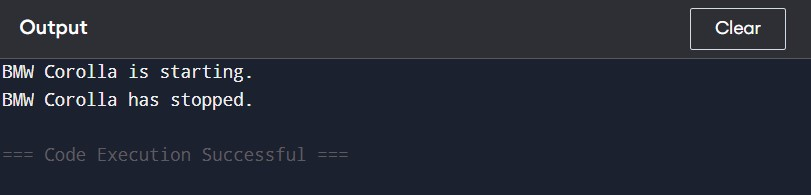 Output
Clear
BMW Corolla is starting.
BMW Corolla has stopped.
=== Code Execution Successful ===